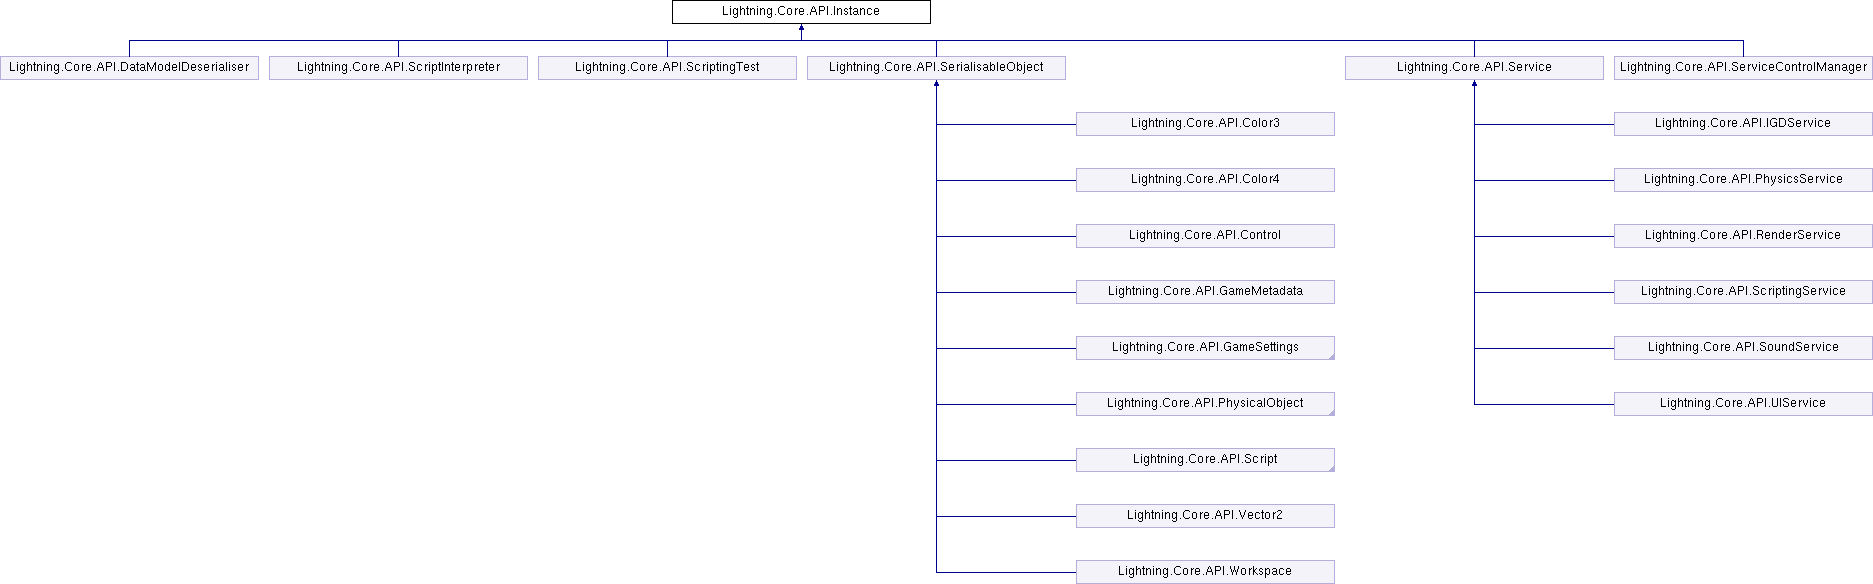 Lightning.Core.API.Instance
Lightning.Core.API.DataModelDeserialiser
Lightning.Core.API.ScriptInterpreter
Lightning.Core.API.ScriptingTest
Lightning.Core.API.SerialisableObject
Lightning.Core.API.Service
Lightning.Core.API.ServiceControlManager
Lightning.Core.API.Color3
Lightning.Core.API.IGDService
Lightning.Core.API.Color4
Lightning.Core.API.PhysicsService
Lightning.Core.API.Control
Lightning.Core.API.RenderService
Lightning.Core.API.GameMetadata
Lightning.Core.API.ScriptingService
Lightning.Core.API.GameSettings
Lightning.Core.API.SoundService
Lightning.Core.API.PhysicalObject
Lightning.Core.API.UIService
Lightning.Core.API.Script
Lightning.Core.API.Vector2
Lightning.Core.API.Workspace